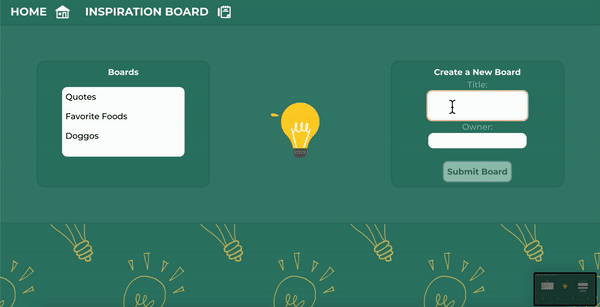 HOME INSPIRATION BOARD
Boards
Quotes
Favorite Foods
Doggos
Create a New Board
Title:
Owner:
Submit Board